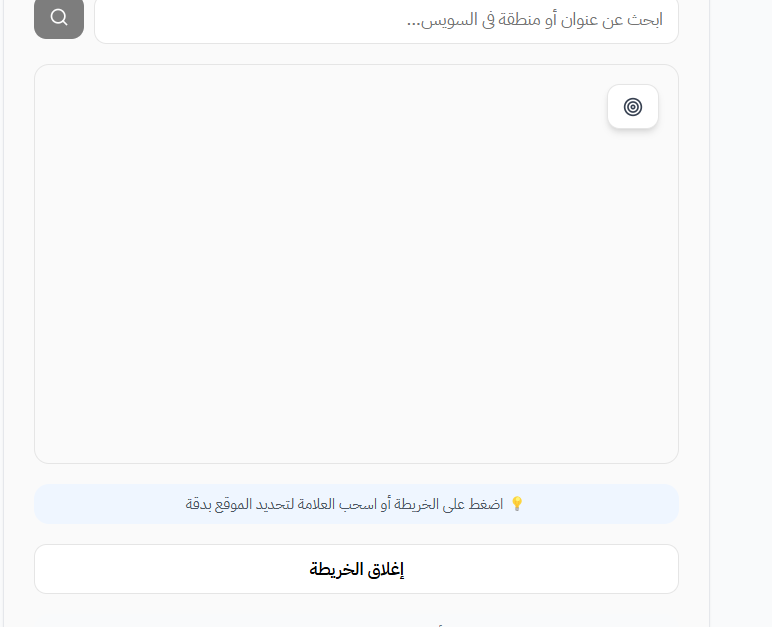 ابحث عن عنوان أو منطقة في السويس...
💡 اضغط على الخريطة أو اسحب العلامة لتحديد الموقع بدقة
إغلاق الخريطة